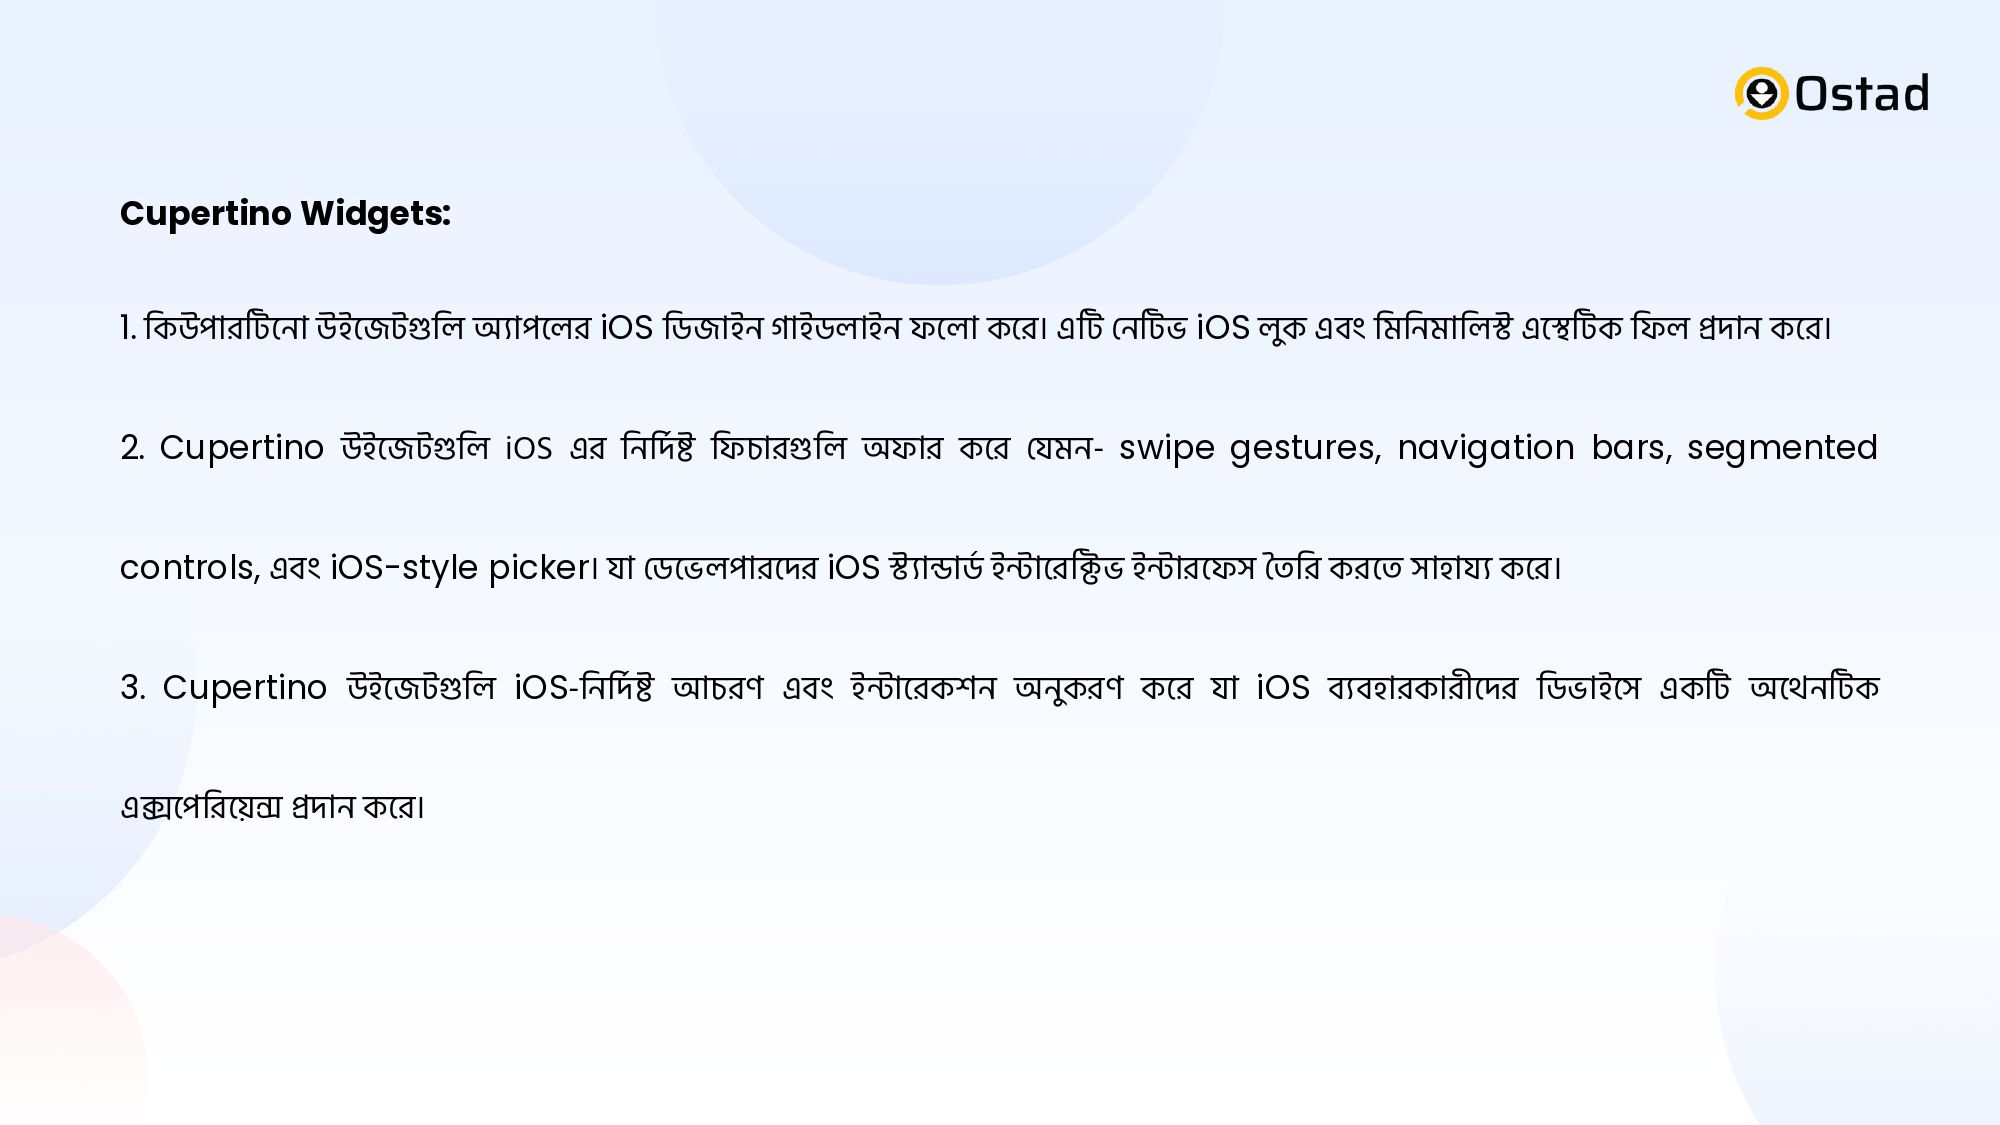 Ostad
Cupertino Widgets:
1. কিউপারটিনো উইজেটগুলি অ্যাপলের iOS ডিজাইন গাইডলাইন ফলো করে। এটি নেটিভ iOS লুক এবং মিনিমালিস্ট এস্থেটিক ফিল প্রদান করে।
2. Cupertino উইজেটগুলি iOS এর নির্দিষ্ট ফিচারগুলি অফার করে যেমন- swipe gestures, navigation bars, segmented
controls, এবং iOS-style picker। যা ডেভেলপারদের iOS স্ট্যান্ডার্ড ইন্টারেক্টিভ ইন্টারফেস তৈরি করতে সাহায্য করে।
3. Cupertino উইজেটগুলি iOS-নির্দিষ্ট আচরণ এবং ইন্টারেকশন অনুকরণ করে যা iOS ব্যবহারকারীদের ডিভাইসে একটি অথেনটিক
এক্সপেরিয়েন্স প্রদান করে।